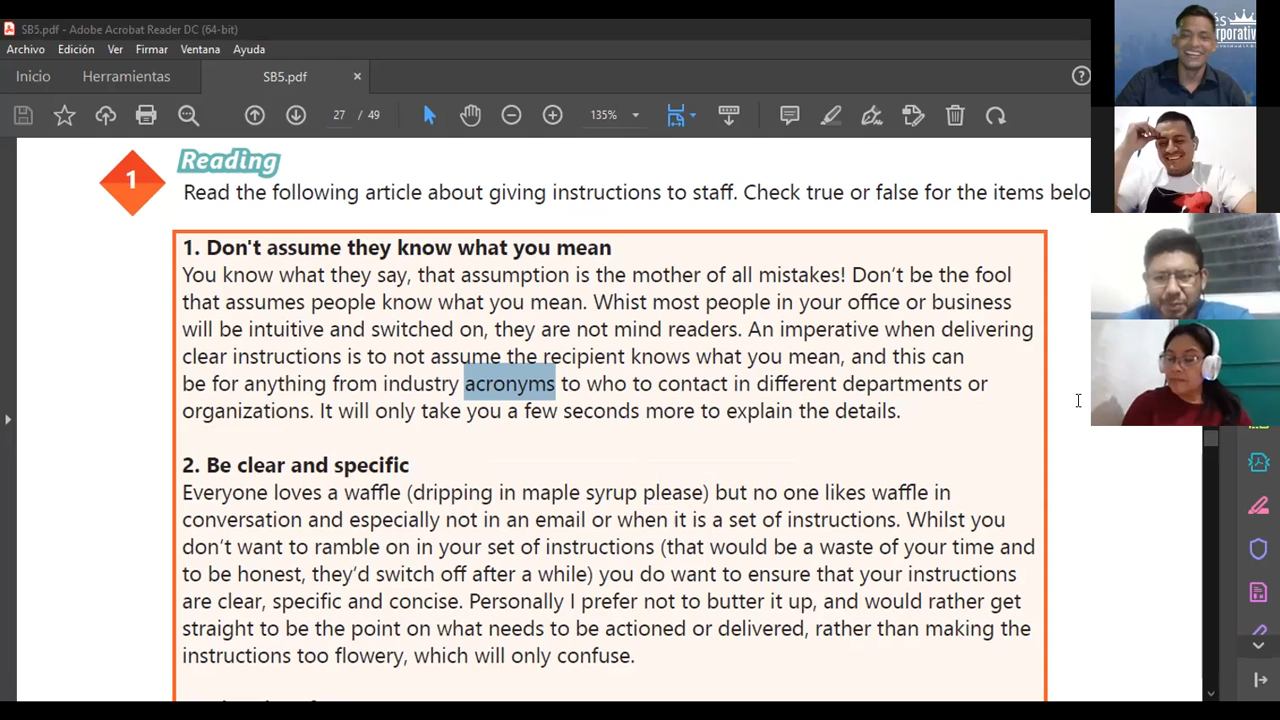 SB5.pdf - Adobe Acrobat Reader DC (64-bit)
Archivo Edición Ver Firmar Ventana Ayuda
Inicio Herramientas SB5.pdf ×
27 / 49 135%
1
Reading
Read the following article about giving instructions to staff. Check true or false for the items belo
1. Don't assume they know what you mean
You know what they say, that assumption is the mother of all mistakes! Don't be the fool
that assumes people know what you mean. Whist most people in your office or business
will be intuitive and switched on, they are not mind readers. An imperative when delivering
clear instructions is to not assume the recipient knows what you mean, and this can
be for anything from industry acronyms to who to contact in different departments or
organizations. It will only take you a few seconds more to explain the details.
2. Be clear and specific
Everyone loves a waffle (dripping in maple syrup please) but no one likes waffle in
conversation and especially not in an email or when it is a set of instructions. Whilst you
don't want to ramble on in your set of instructions (that would be a waste of your time and
to be honest, they'd switch off after a while) you do want to ensure that your instructions
are clear, specific and concise. Personally I prefer not to butter it up, and would rather get
straight to be the point on what needs to be actioned or delivered, rather than making the
instructions too flowery, which will only confuse.